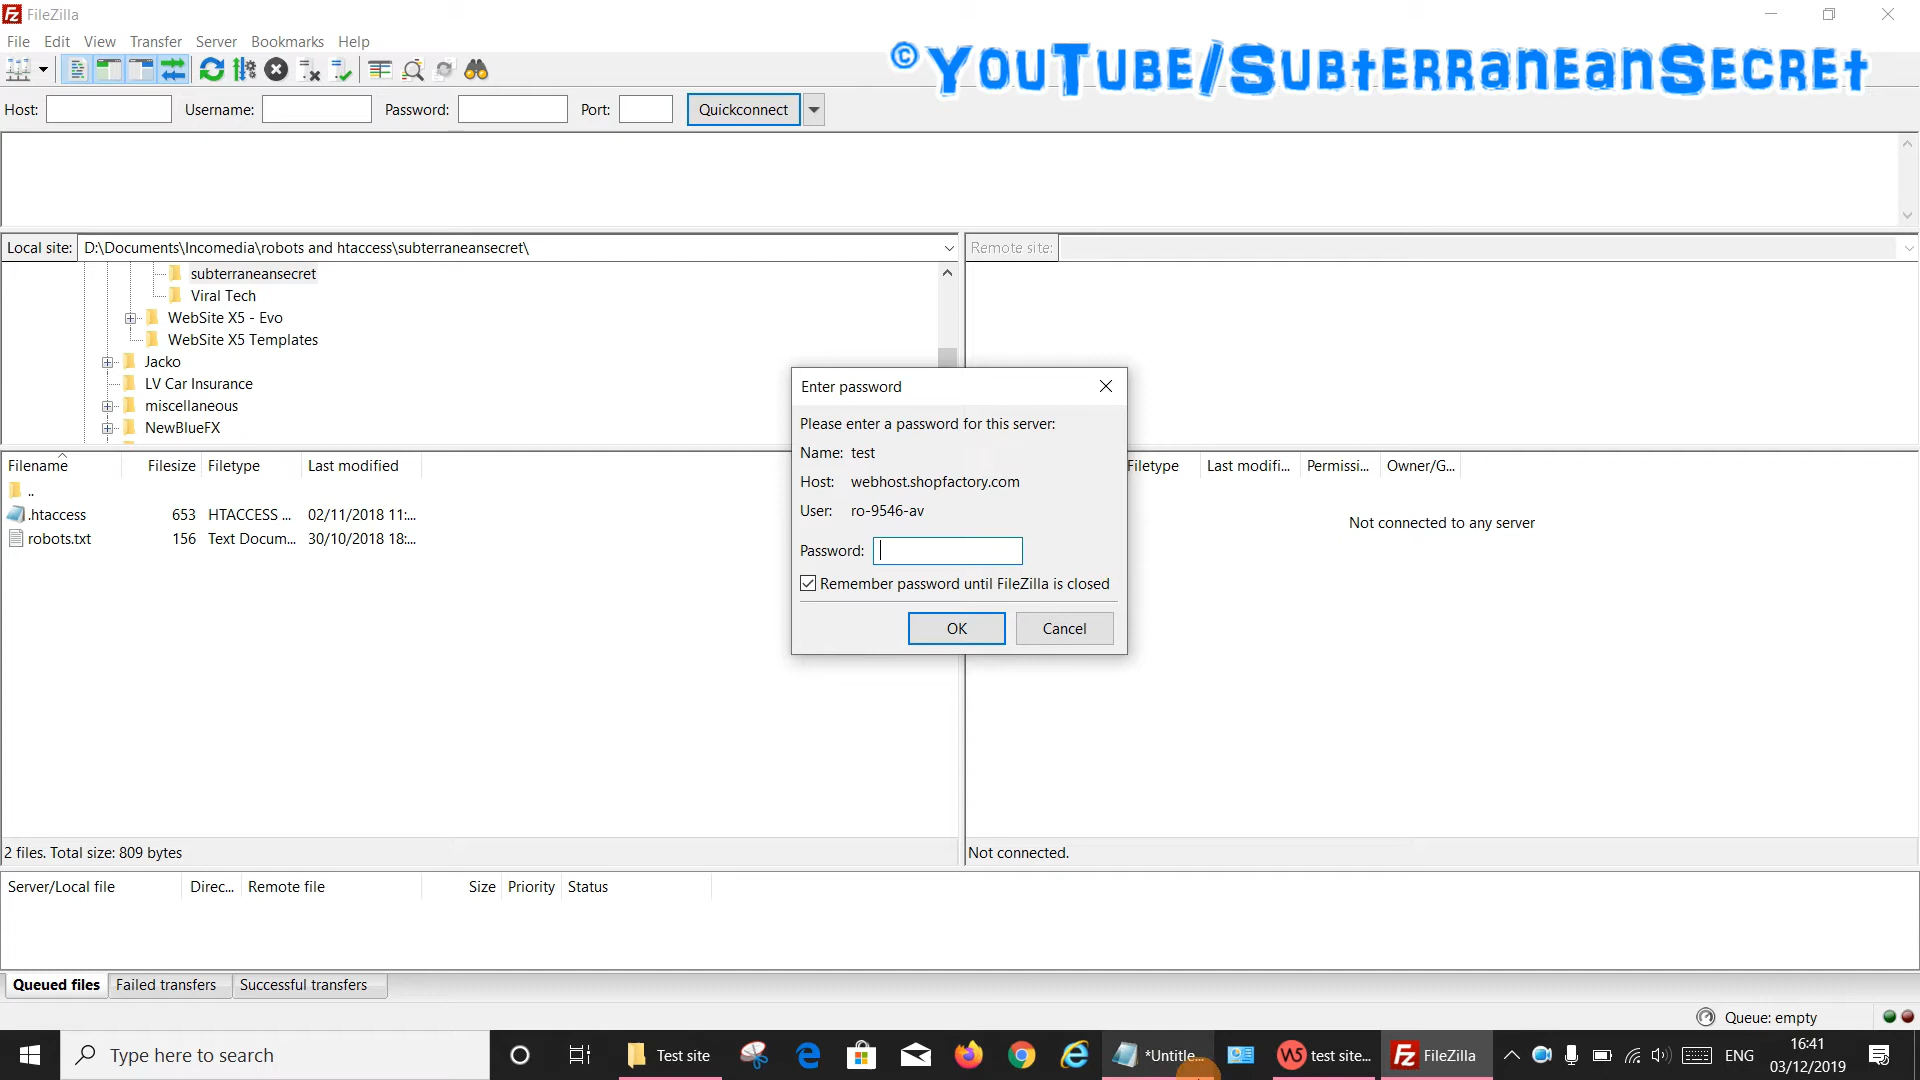 FileZilla
File Edit View Transfer Server Bookmarks Help
© YouTube/SubterraneanSecret
Host: Username: Password: Port: Quickconnect
Local site: D:\Documents\Incomedia\robots and htaccess\subterraneansecret\
Remote site:
subterraneansecret
Viral Tech
WebSite X5 - Evo
WebSite X5 Templates
Jacko
LV Car Insurance
miscellaneous
NewBlueFX
Filename Filesize Filetype Last modified
..
.htaccess 653 HTACCESS ... 02/11/2018 11:...
robots.txt 156 Text Docum... 30/10/2018 18:...
Enter password
Please enter a password for this server:
Name: test
Host: webhost.shopfactory.com
User: ro-9546-av
Password:
Remember password until FileZilla is closed
OK Cancel
Filetype Last modifi... Permissi... Owner/G...
Not connected to any server
2 files. Total size: 809 bytes
Not connected.
Server/Local file Direc... Remote file Size Priority Status
Queued files Failed transfers Successful transfers
Queue: empty
Type here to search
Test site
*Untitle...
test site...
FileZilla
ENG
16:41
03/12/2019